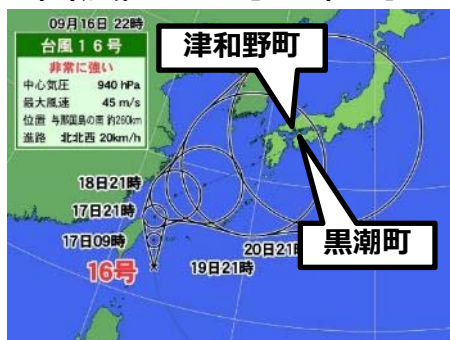 09月16日 22時
台風16号
非常に強い
中心気圧 940 hPa
最大風速 45 m/s
位置 与那国島の南 約260km
進路 北北西 20km/h
津和野町
18日21時
17日21時
17日09時
16号
19日21時
20日21
黒潮町